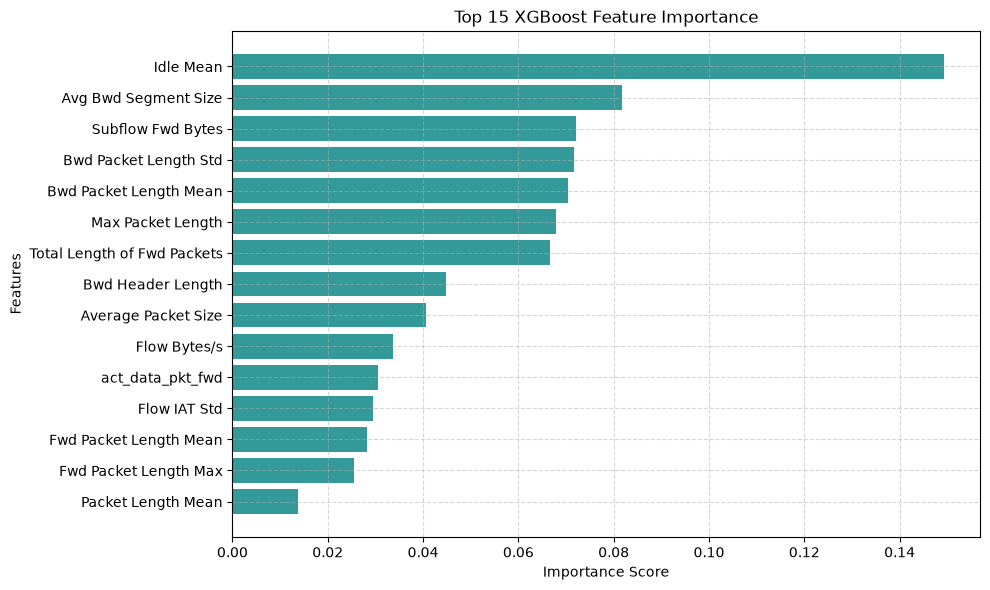 Top 15 XGBoost Feature Importance
Features
Idle Mean
Avg Bwd Segment Size
Subflow Fwd Bytes
Bwd Packet Length Std
Bwd Packet Length Mean
Max Packet Length
Total Length of Fwd Packets
Bwd Header Length
Average Packet Size
Flow Bytes/s
act_data_pkt_fwd
Flow IAT Std
Fwd Packet Length Mean
Fwd Packet Length Max
Packet Length Mean
0.00 0.02 0.04 0.06 0.08 0.10 0.12 0.14
Importance Score